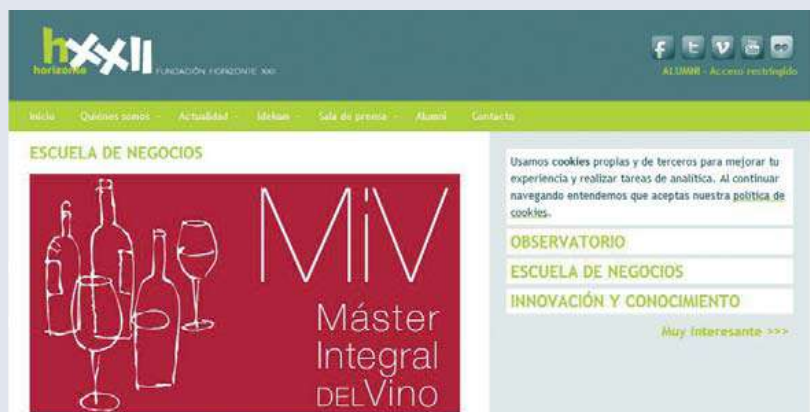 hxxii
horizonte
FUNDACIÓN HORIZONTE XXII
ALUMNI - Acceso restringido
Inicio Quiénes somos Actualidad Idekom Sala de prensa Alumni Contacto
ESCUELA DE NEGOCIOS
MiV
Máster
Integral
DEL Vino
Usamos cookies propias y de terceros para mejorar tu
experiencia y realizar tareas de analítica. Al continuar
navegando entendemos que aceptas nuestra política de
cookies.
OBSERVATORIO
ESCUELA DE NEGOCIOS
INNOVACIÓN Y CONOCIMIENTO
Muy interesante >>>